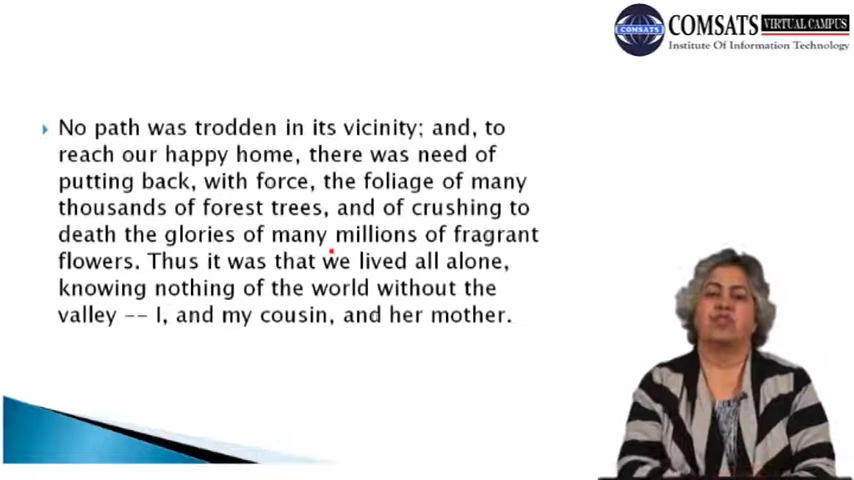 COMSATS VIRTUAL CAMPUS
COMSATS
Institute Of Information Technology
No path was trodden in its vicinity; and, to
reach our happy home, there was need of
putting back, with force, the foliage of many
thousands of forest trees, and of crushing to
death the glories of many millions of fragrant
flowers. Thus it was that we lived all alone,
knowing nothing of the world without the
valley -- I, and my cousin, and her mother.